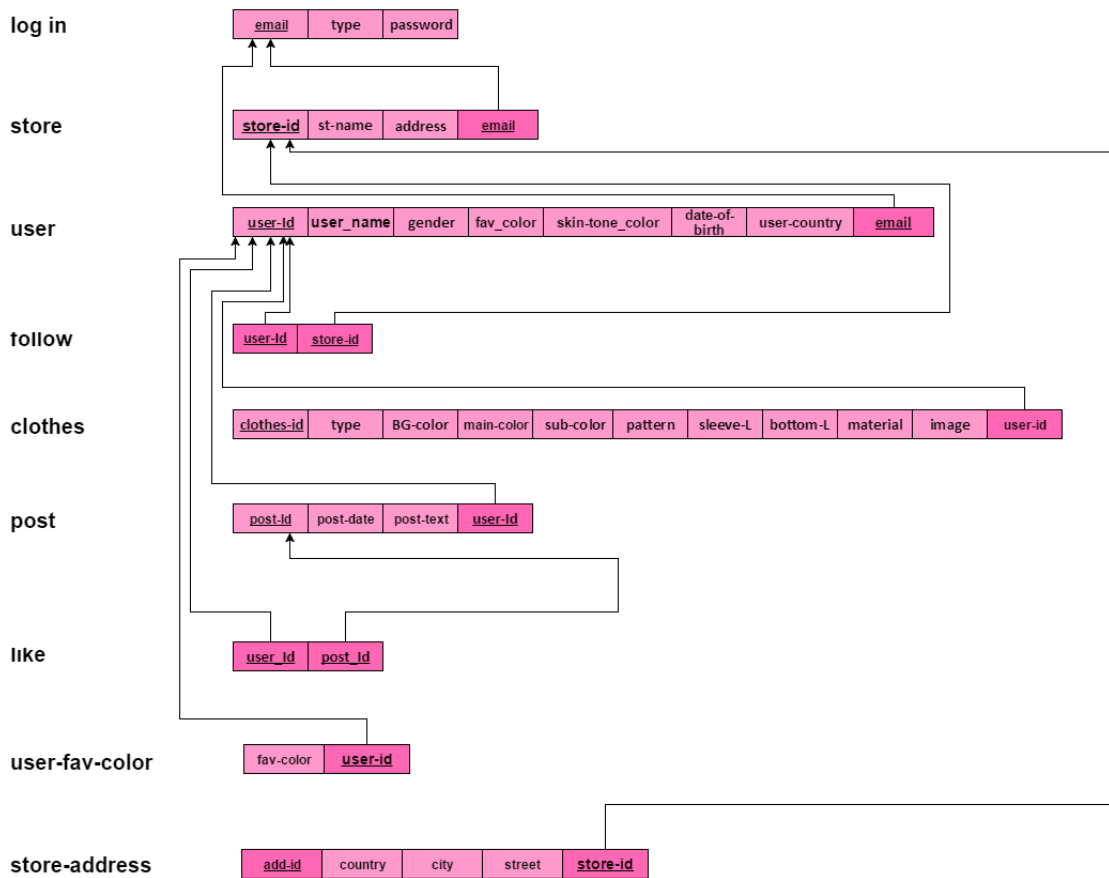 log in
email type password
store
store-id st-name address email
user
user-Id user_name gender fav_color skin-tone_color date-of-birth user-country email
follow
user-Id store-id
clothes
clothes-id type BG-color main-color sub-color pattern sleeve-L bottom-L material image user-id
post
post-Id post-date post-text user-Id
like
user_Id post_Id
user-fav-color
fav-color user-id
store-address
add-id country city street store-id